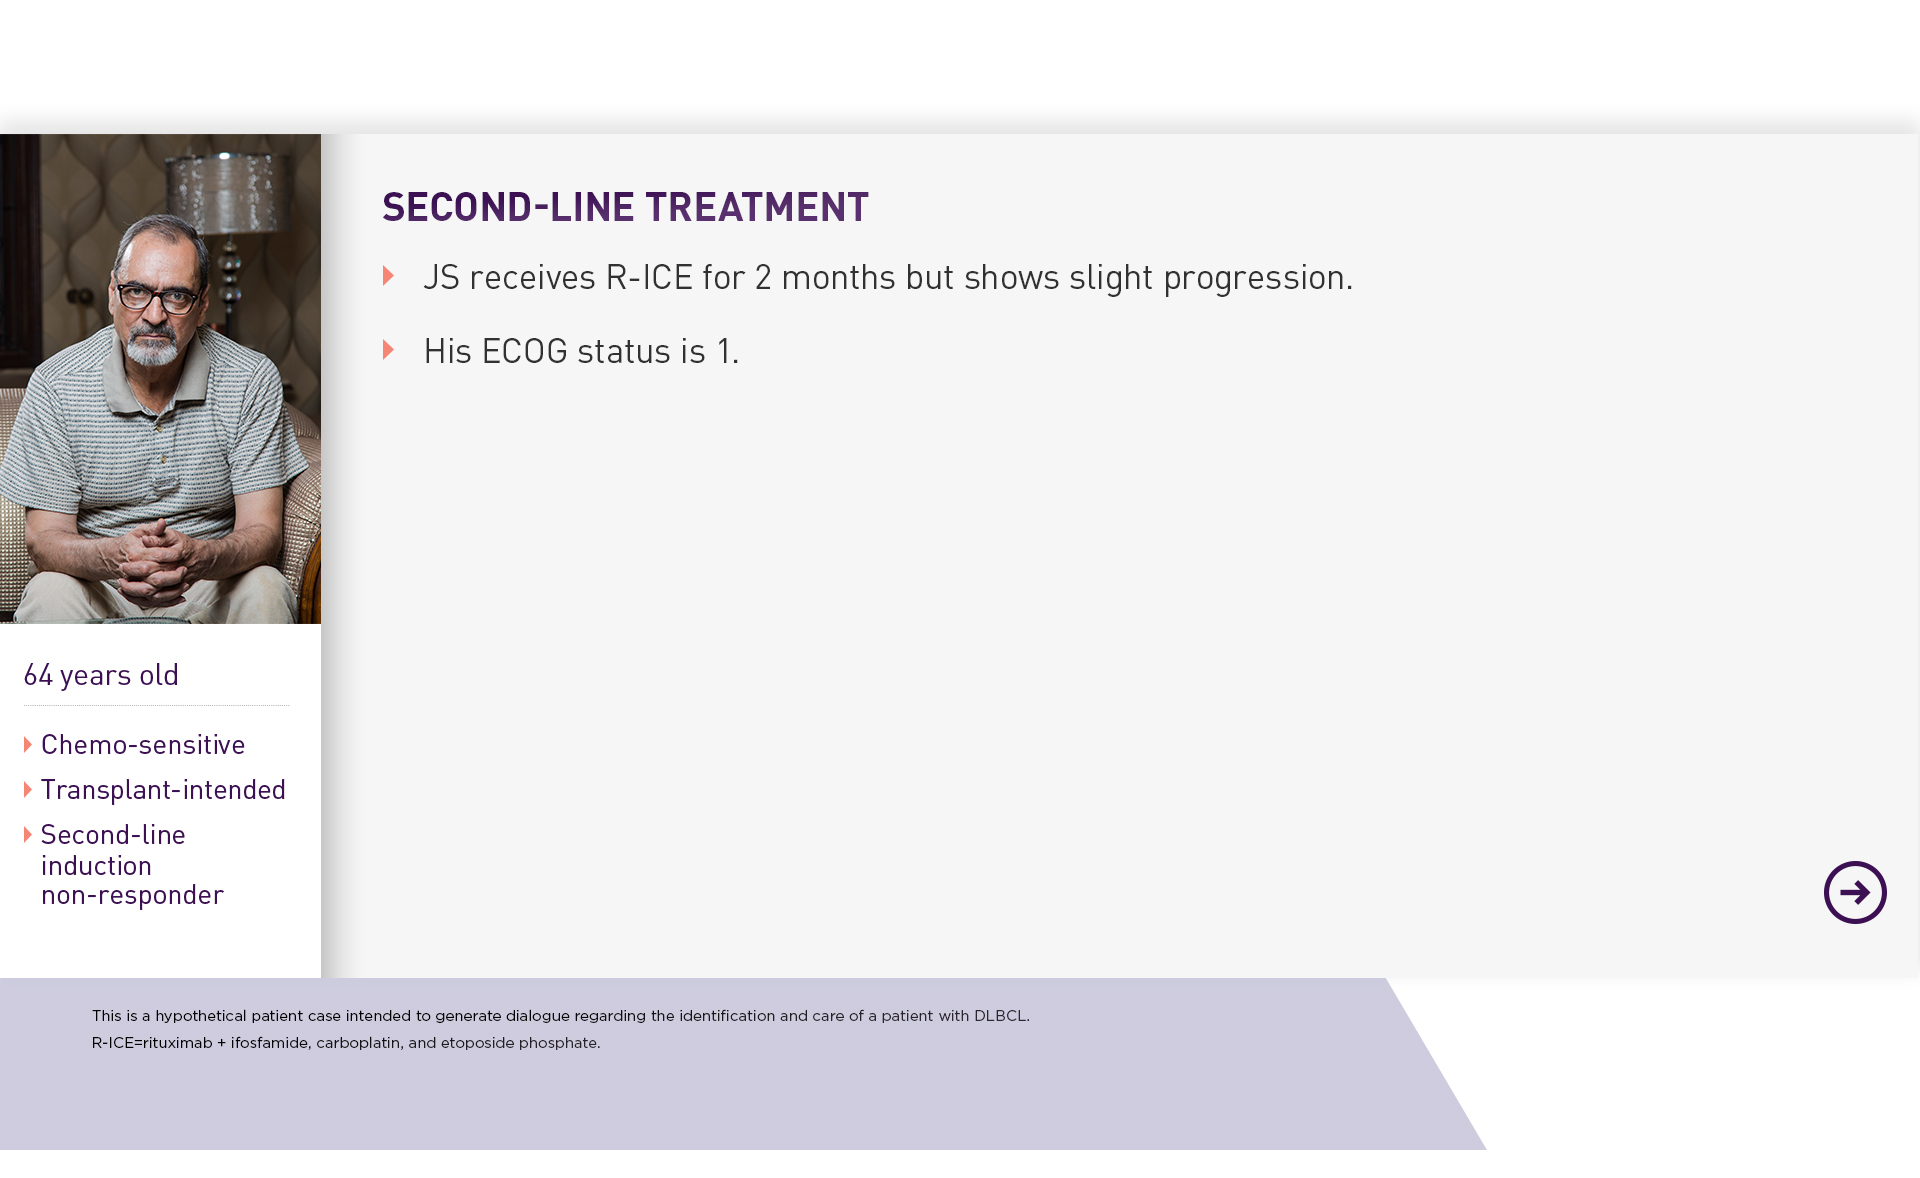 SECOND-LINE TREATMENT
JS receives R-ICE for 2 months but shows slight progression.
His ECOG status is 1.
64 years old
Chemo-sensitive
Transplant-intended
Second-line
induction
non-responder
This is a hypothetical patient case intended to generate dialogue regarding the identification and care of a patient with DLBCL.
R-ICE=rituximab + ifosfamide, carboplatin, and etoposide phosphate.